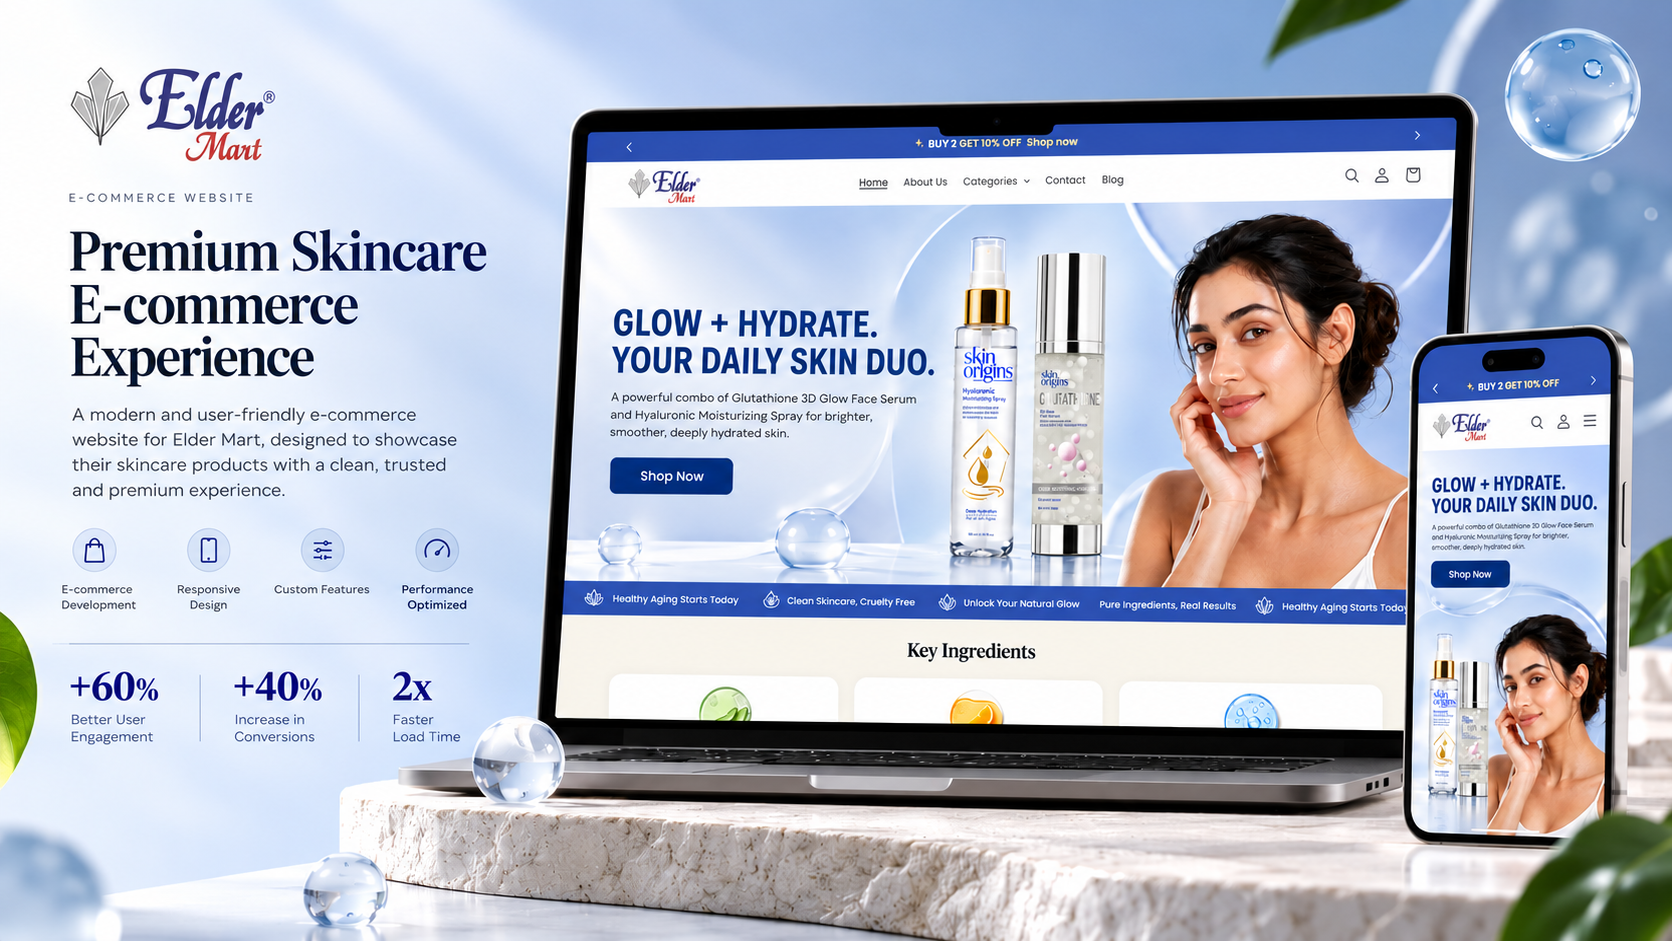 Elder®
Mart
E-COMMERCE WEBSITE
Premium Skincare
E-commerce
Experience
A modern and user-friendly e-commerce
website for Elder Mart, designed to showcase
their skincare products with a clean, trusted
and premium experience.
E-commerce
Development
Responsive
Design
Custom Features
Performance
Optimized
+60%
Better User
Engagement
+40%
Increase in
Conversions
2x
Faster
Load Time
BUY 2 GET 10% OFF Shop now
Elder®
Mart
Home About Us Categories Contact Blog
GLOW + HYDRATE.
YOUR DAILY SKIN DUO.
A powerful combo of Glutathione 3D Glow Face Serum
and Hyaluronic Moisturizing Spray for brighter,
smoother, deeply hydrated skin.
Shop Now
skin
origins
Hyaluronic
Moisturizing Spray
skin
origins
GLUTATHIONE
Healthy Aging Starts Today Clean Skincare, Cruelty Free Unlock Your Natural Glow Pure Ingredients, Real Results Healthy Aging Starts Today
Key Ingredients
BUY 2 GET 10% OFF
Elder®
Mart
GLOW + HYDRATE.
YOUR DAILY SKIN DUO.
A powerful combo of Glutathione 2D Glow Face Serum
and Hyaluronic Moisturizing Spray for brighter,
smoother, deeply hydrated skin.
Shop Now
skin
origins